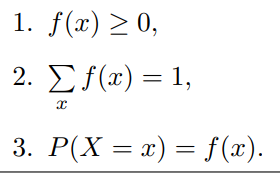 1. f(x) ≥ 0,
2. ∑ₓ f(x) = 1,
3. P(X = x) = f(x).